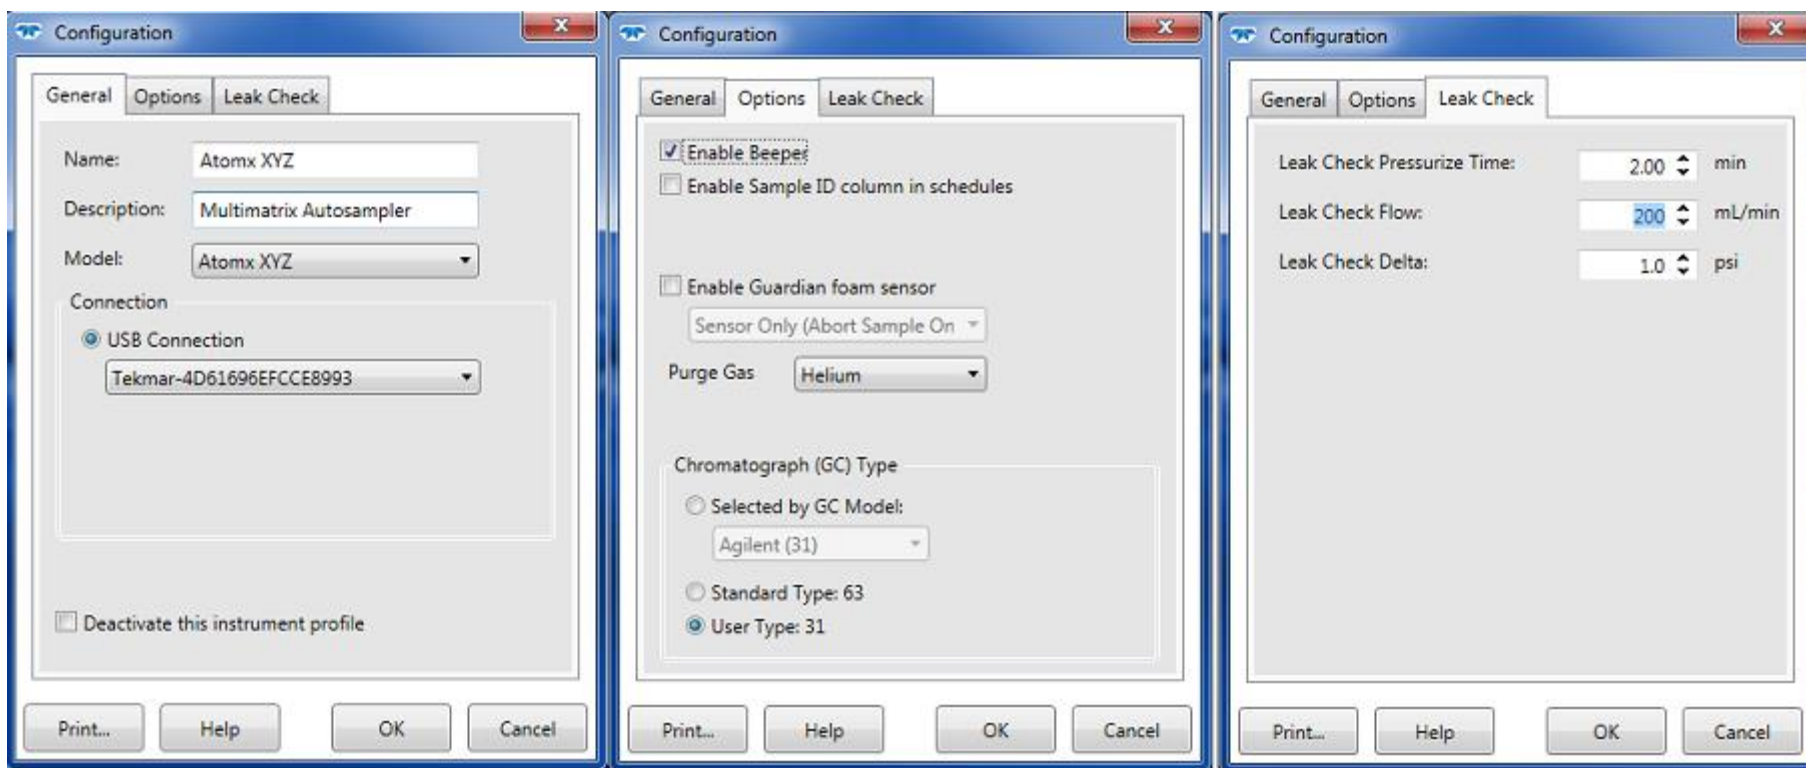 Configuration
General Options Leak Check
Name: Atomx XYZ
Description: Multimatrix Autosampler
Model: Atomx XYZ
Connection
USB Connection
Tekmar-4D61696EFCCE8993
Deactivate this instrument profile
Print... Help OK Cancel
Configuration
General Options Leak Check
Enable Beeper
Enable Sample ID column in schedules
Enable Guardian foam sensor
Sensor Only (Abort Sample On
Purge Gas Helium
Chromatograph (GC) Type
Selected by GC Model:
Agilent (31)
Standard Type: 63
User Type: 31
Print... Help OK Cancel
Configuration
General Options Leak Check
Leak Check Pressurize Time: 2.00 min
Leak Check Flow: 200 mL/min
Leak Check Delta: 1.0 psi
Print... Help OK Cancel